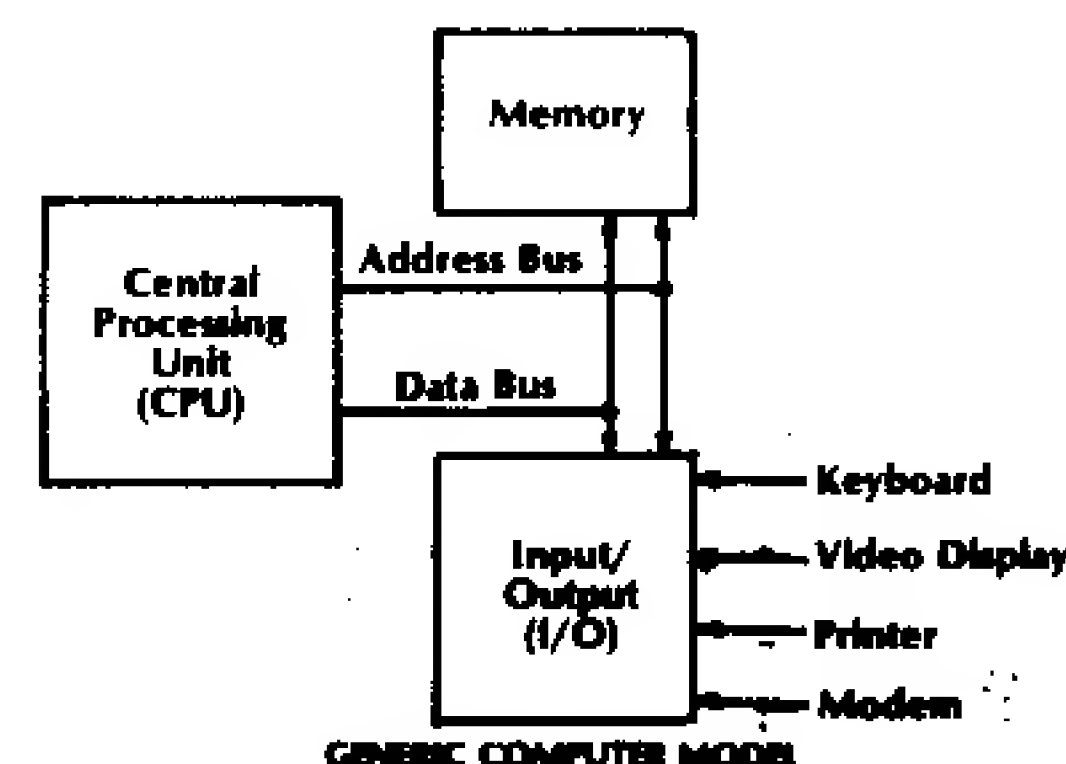 Memory
Address Bus
Central
Processing
Unit
(CPU)
Data Bus
Keyboard
Input/
Output
(I/O)
Video Display
Printer
Modem
GENERIC COMPUTER MODEL